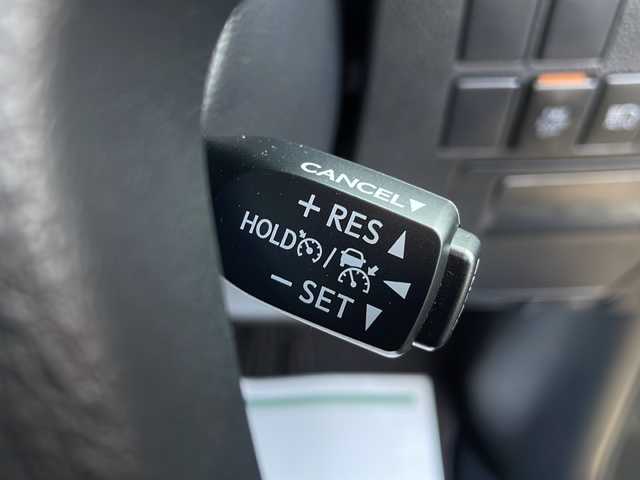 CANCEL▼
+ RES ▲
HOLD / ◀
− SET ▼